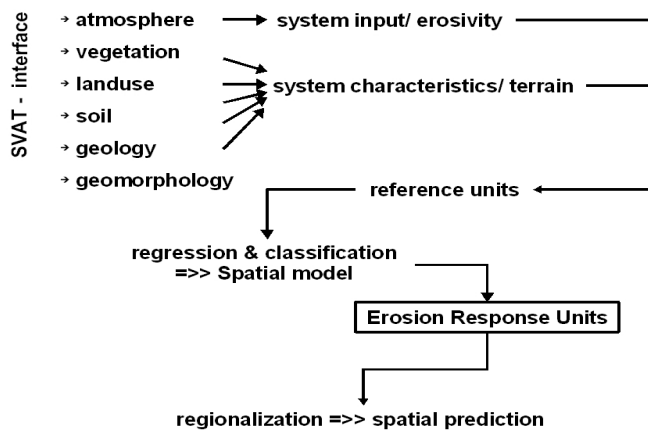 SVAT - interface
→ atmosphere
→ vegetation
→ landuse
→ soil
→ geology
→ geomorphology
system input/ erosivity
system characteristics/ terrain
reference units
regression & classification
=>> Spatial model
Erosion Response Units
regionalization =>> spatial prediction